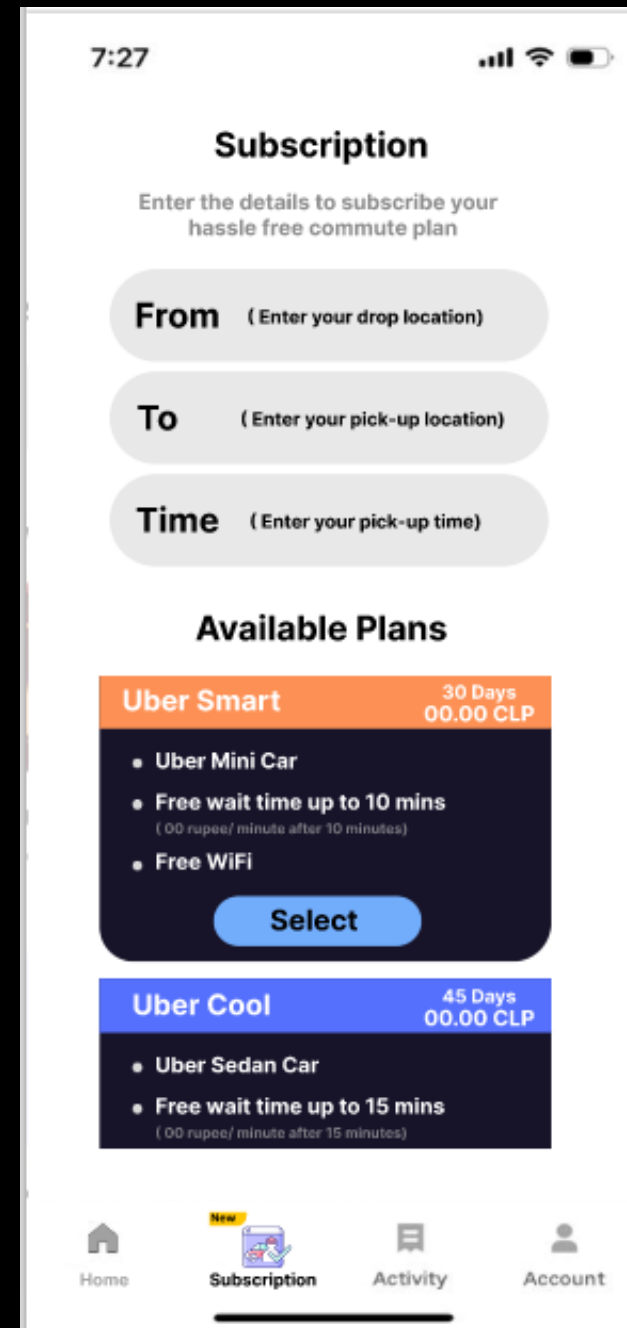 7:27
Subscription
Enter the details to subscribe your
hassle free commute plan
From ( Enter your drop location)
To ( Enter your pick-up location)
Time ( Enter your pick-up time)
Available Plans
Uber Smart 30 Days
00.00 CLP
Uber Mini Car
Free wait time up to 10 mins
( 00 rupee/ minute after 10 minutes)
Free WiFi
Select
Uber Cool 45 Days
00.00 CLP
Uber Sedan Car
Free wait time up to 15 mins
( 00 rupee/ minute after 15 minutes)
New
Home Subscription Activity Account